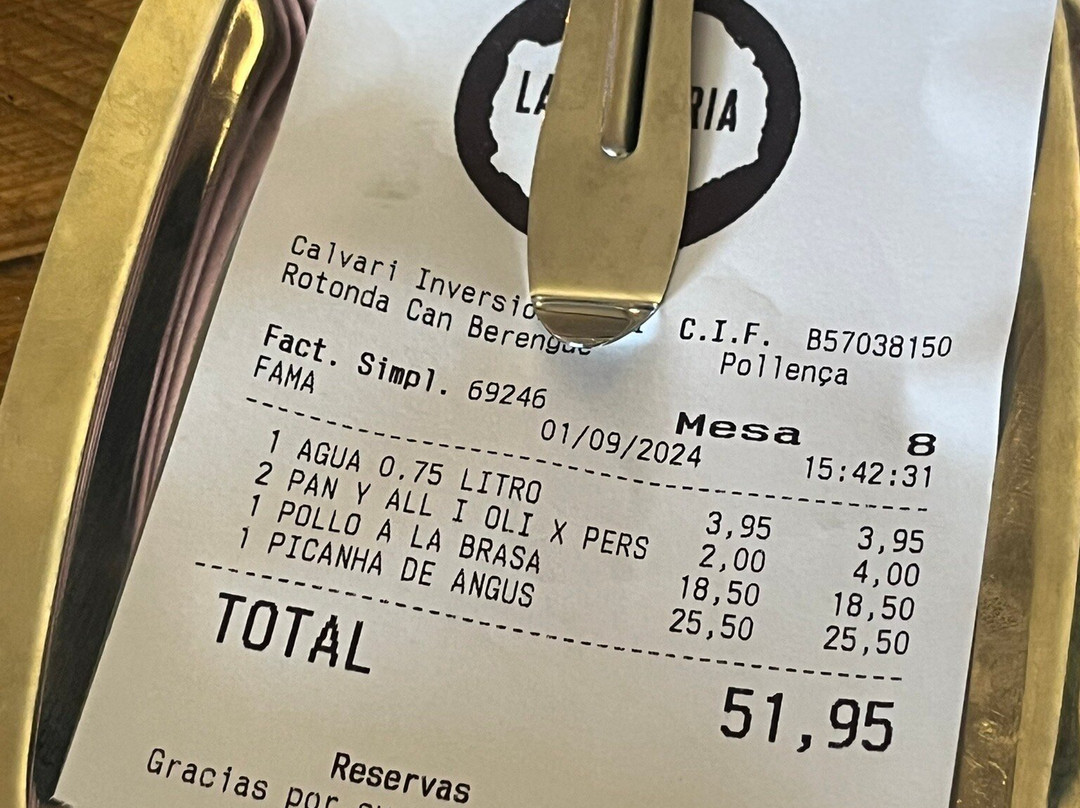 LA RIA
Calvari Inversio C.I.F. B57038150
Rotonda Can Berengue Pollença
Fact. Simpl. 69246 Mesa 8
FAMA 01/09/2024 15:42:31
1 AGUA 0.75 LITRO 3,95 3,95
2 PAN Y ALL I OLI X PERS 2,00 4,00
1 POLLO A LA BRASA 18,50 18,50
1 PICANHA DE ANGUS 25,50 25,50
TOTAL 51,95
Reservas
Gracias por